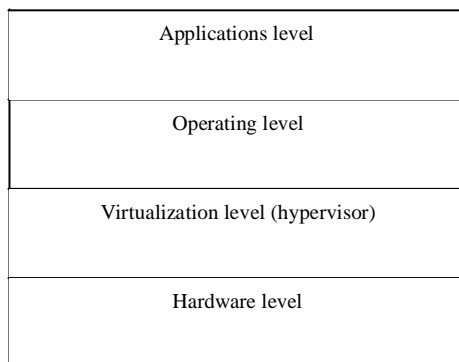 Applications level
Operating level
Virtualization level (hypervisor)
Hardware level